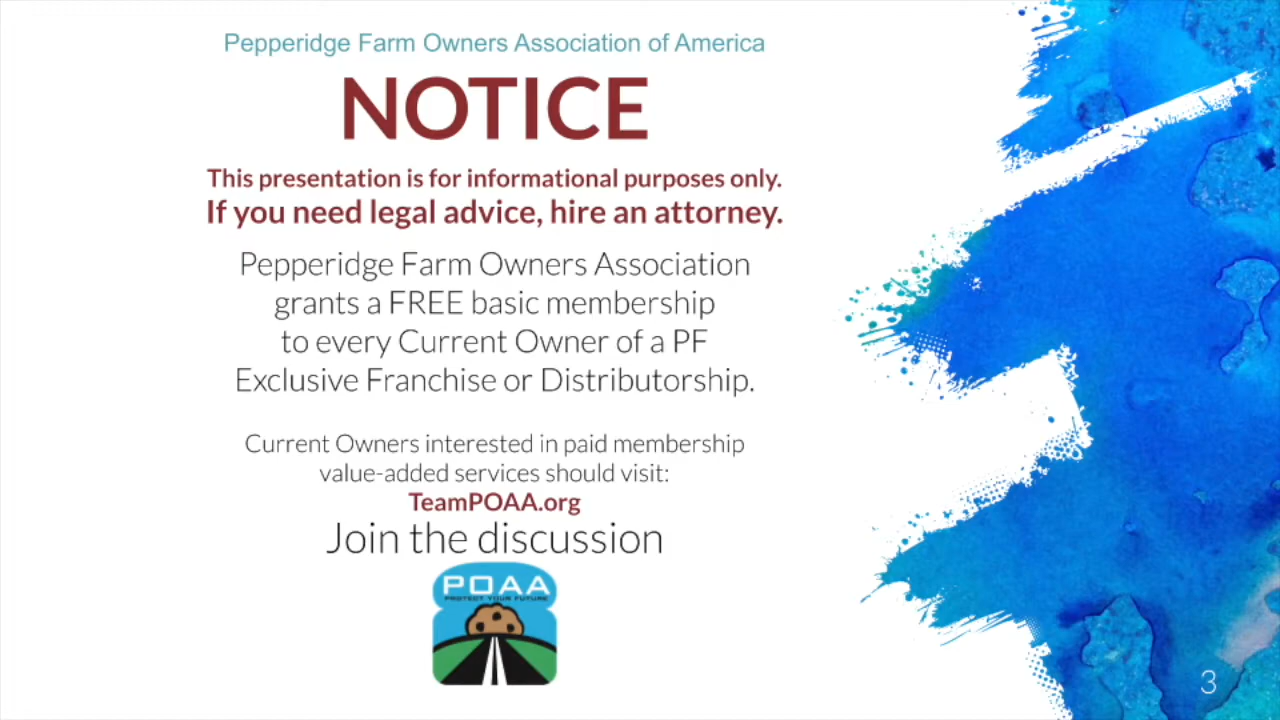 Pepperidge Farm Owners Association of America
NOTICE
This presentation is for informational purposes only.
If you need legal advice, hire an attorney.
Pepperidge Farm Owners Association
grants a FREE basic membership
to every Current Owner of a PF
Exclusive Franchise or Distributorship.
Current Owners interested in paid membership
value-added services should visit:
TeamPOAA.org
Join the discussion
POAA
PROTECT YOUR FUTURE
3